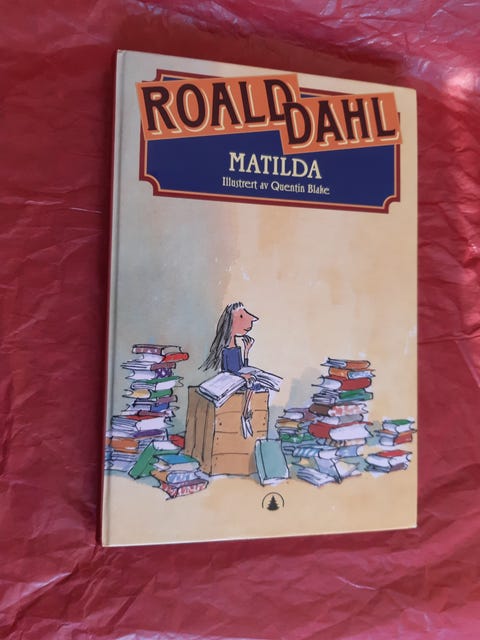 ROALD DAHL
MATILDA
Illustrert av Quentin Blake